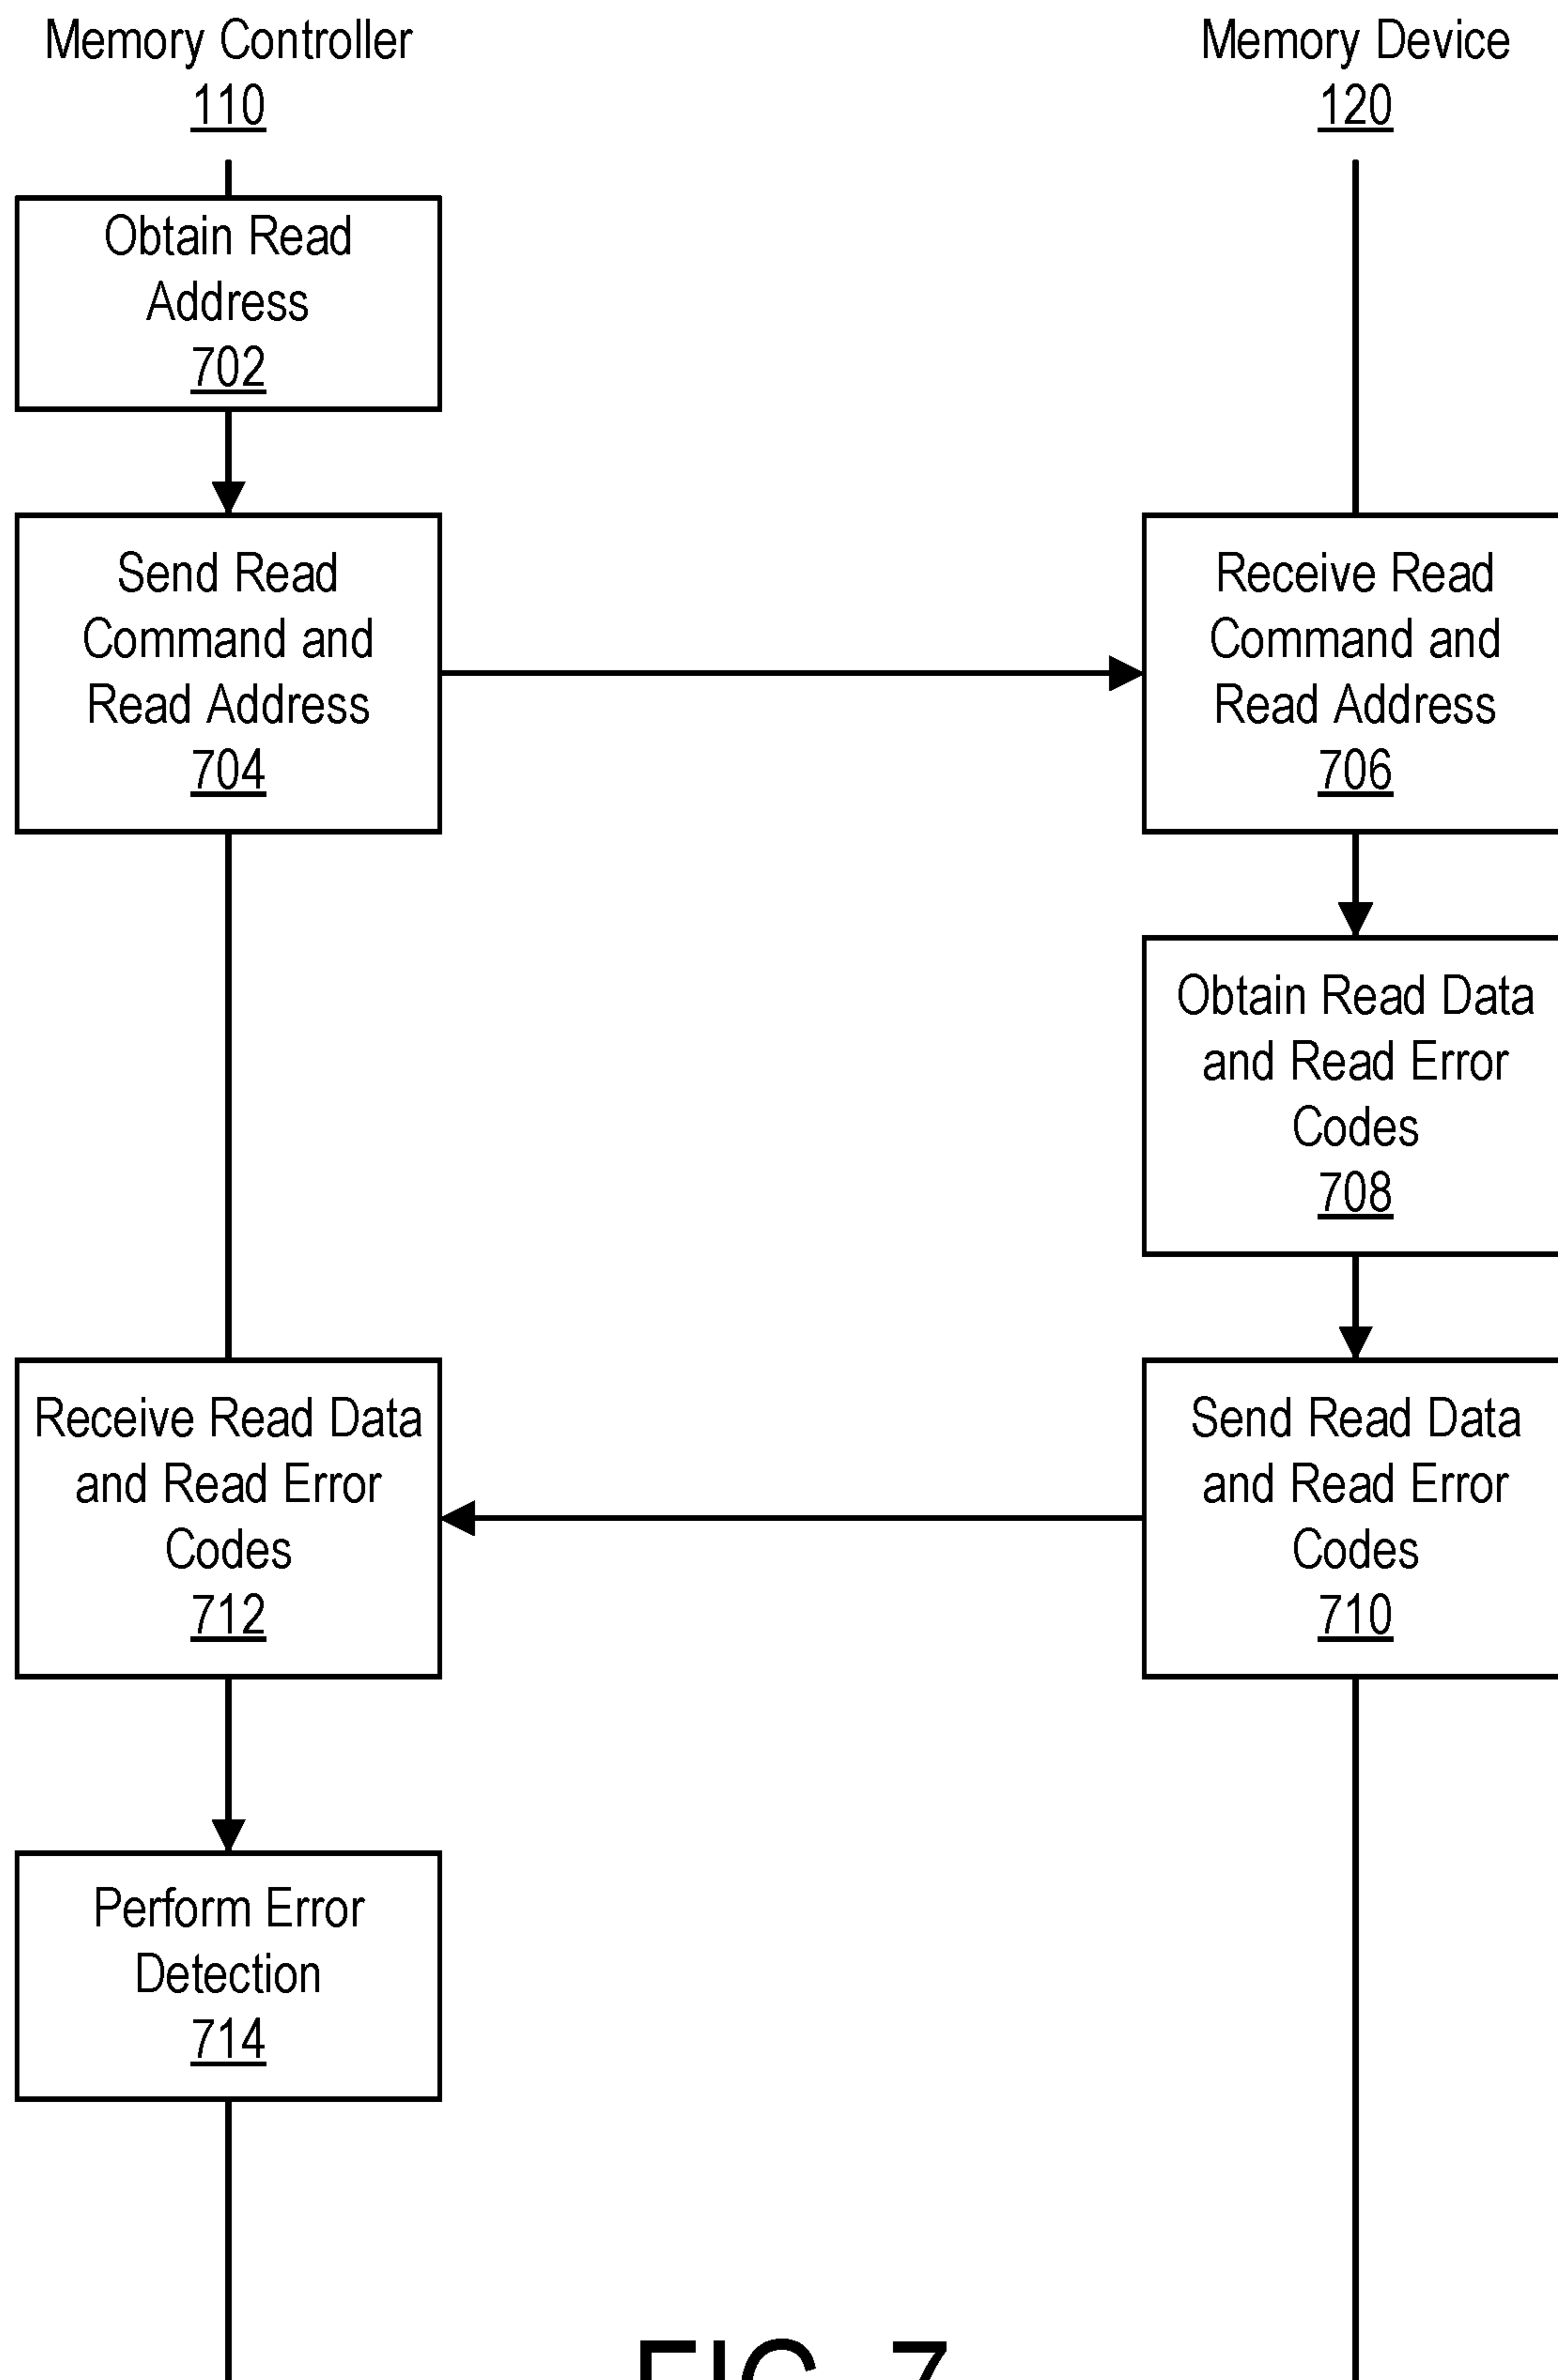 Memory Controller
110
Memory Device
120
Obtain Read
Address
702
Send Read
Command and
Read Address
704
Receive Read
Command and
Read Address
706
Obtain Read Data
and Read Error
Codes
708
Receive Read Data
and Read Error
Codes
712
Send Read Data
and Read Error
Codes
710
Perform Error
Detection
714
FIG. 7